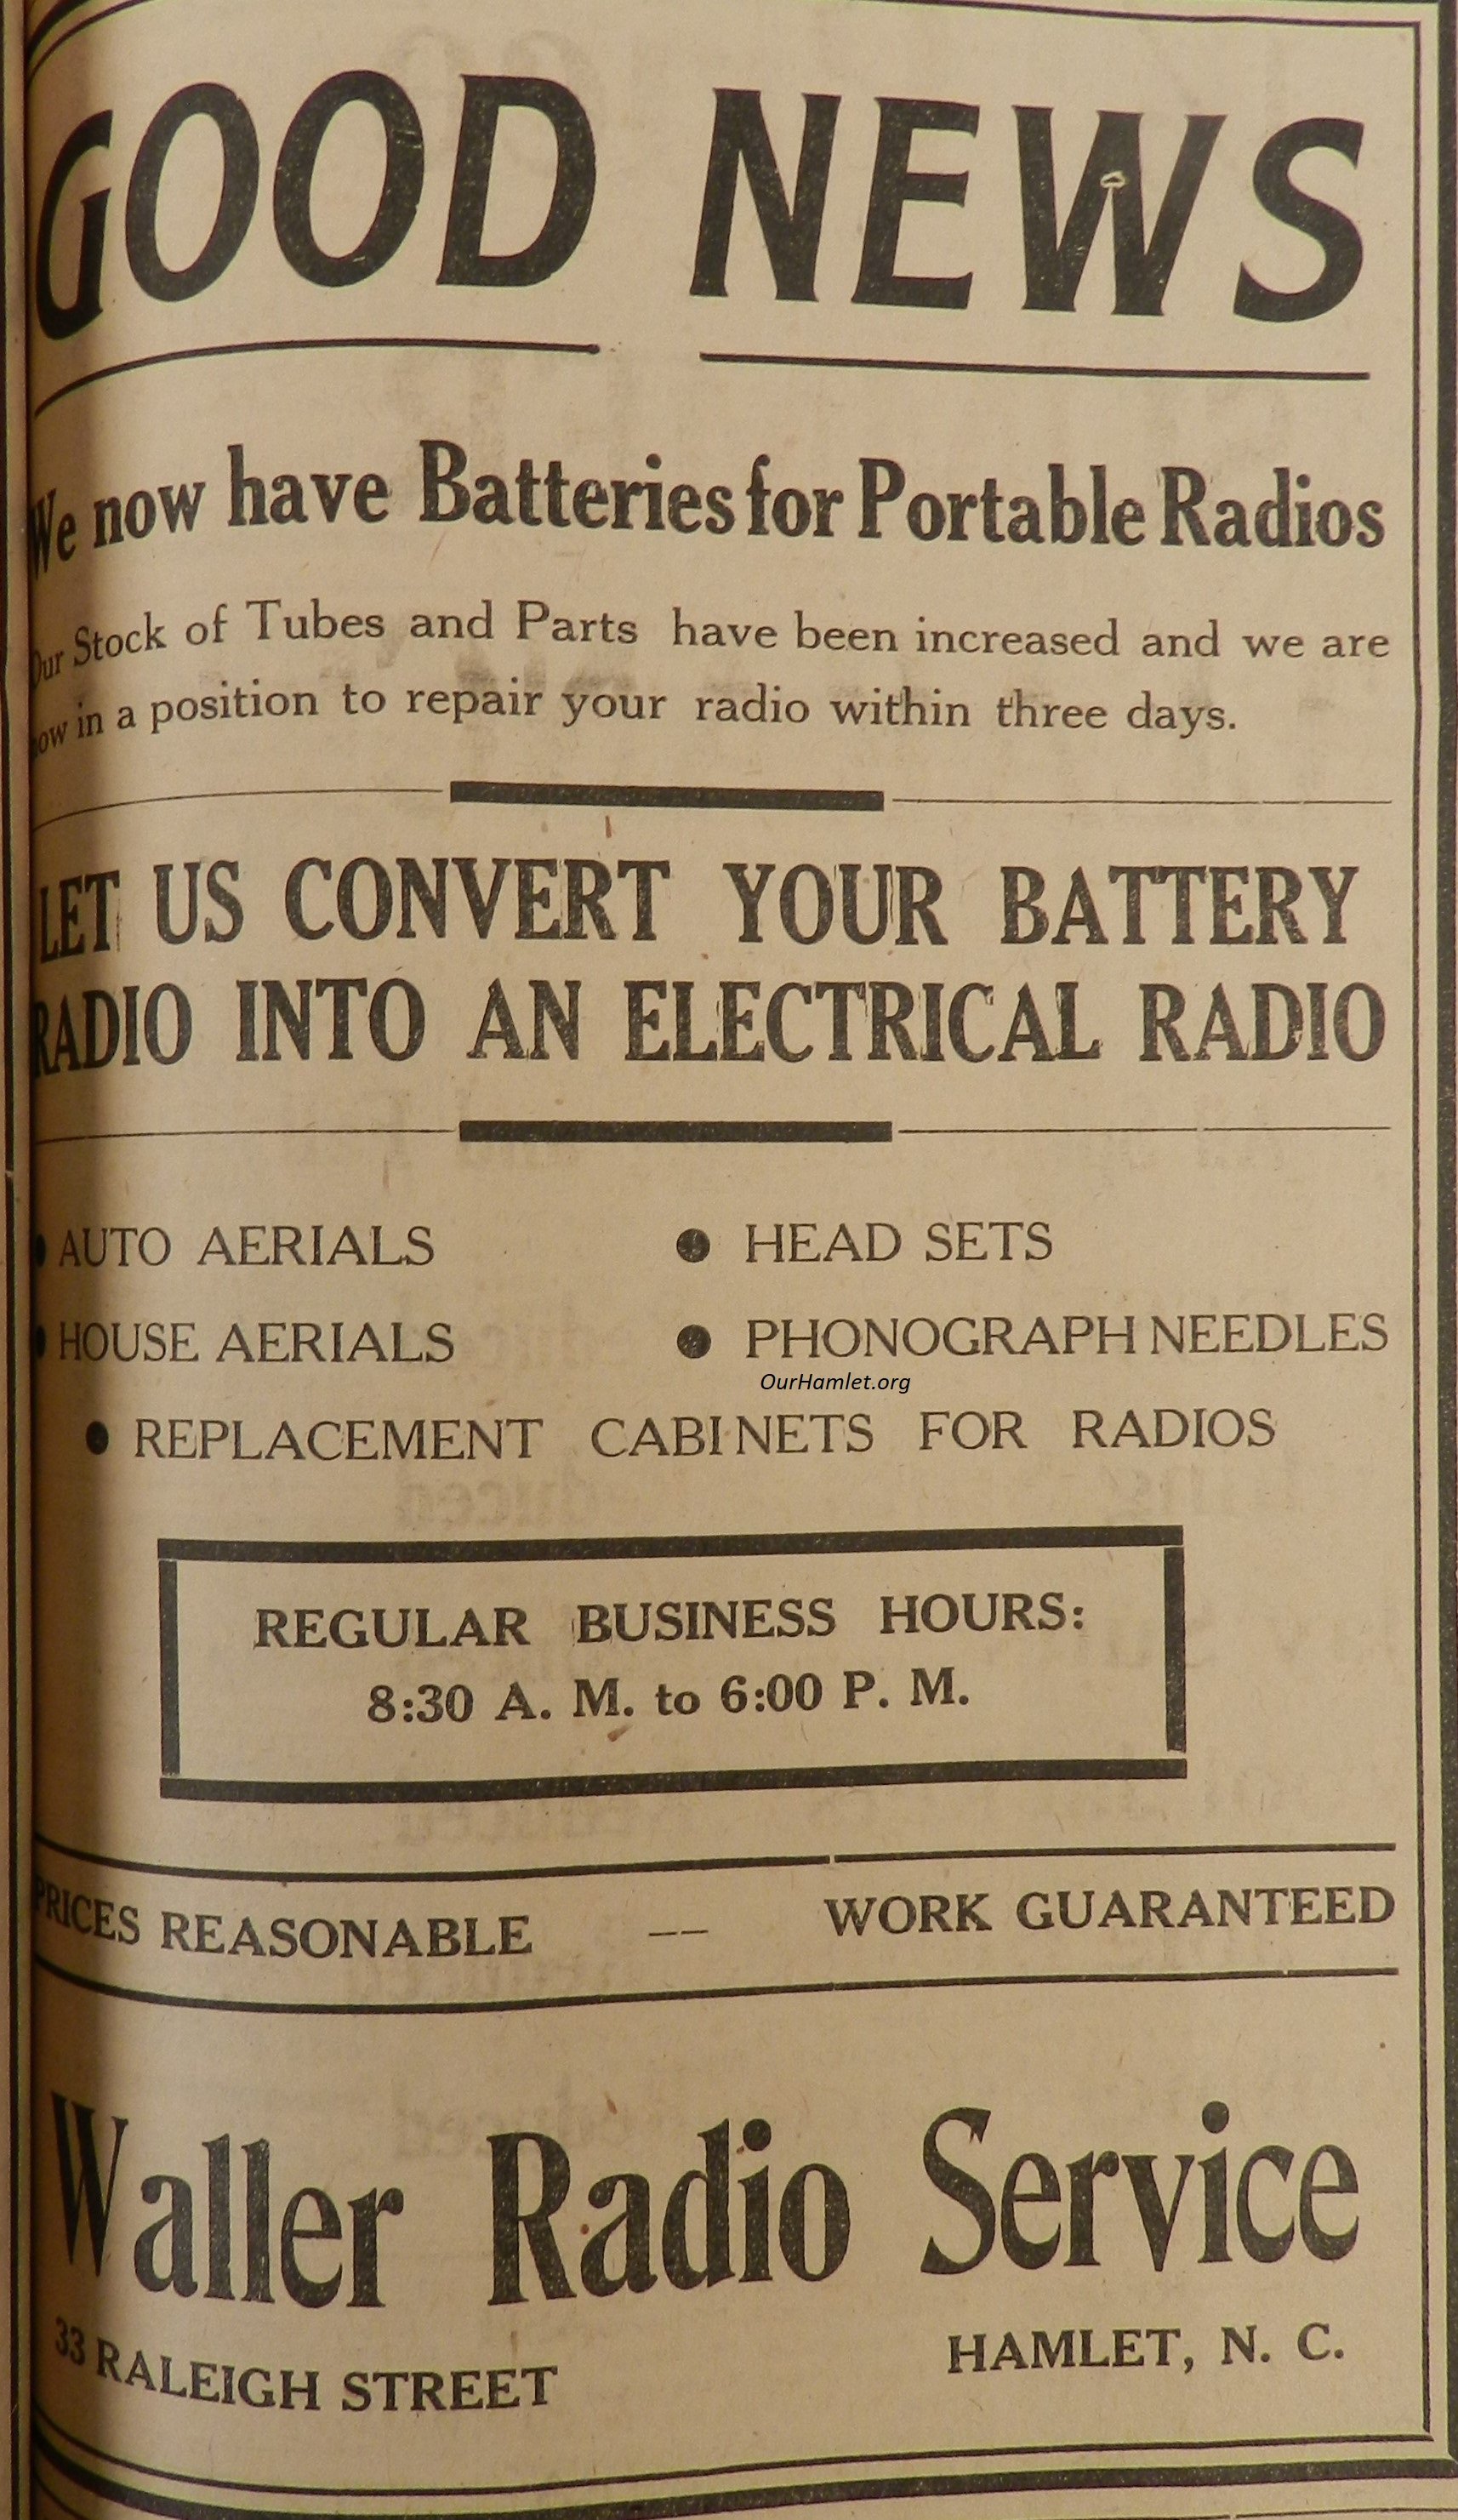 GOOD NEWS
We now have Batteries for Portable Radios
Our Stock of Tubes and Parts have been increased and we are
now in a position to repair your radio within three days.
LET US CONVERT YOUR BATTERY
RADIO INTO AN ELECTRICAL RADIO
● AUTO AERIALS ● HEAD SETS
● HOUSE AERIALS ● PHONOGRAPH NEEDLES
OurHamlet.org
● REPLACEMENT CABINETS FOR RADIOS
REGULAR BUSINESS HOURS:
8:30 A. M. to 6:00 P. M.
PRICES REASONABLE -- WORK GUARANTEED
Waller Radio Service
33 RALEIGH STREET HAMLET, N. C.